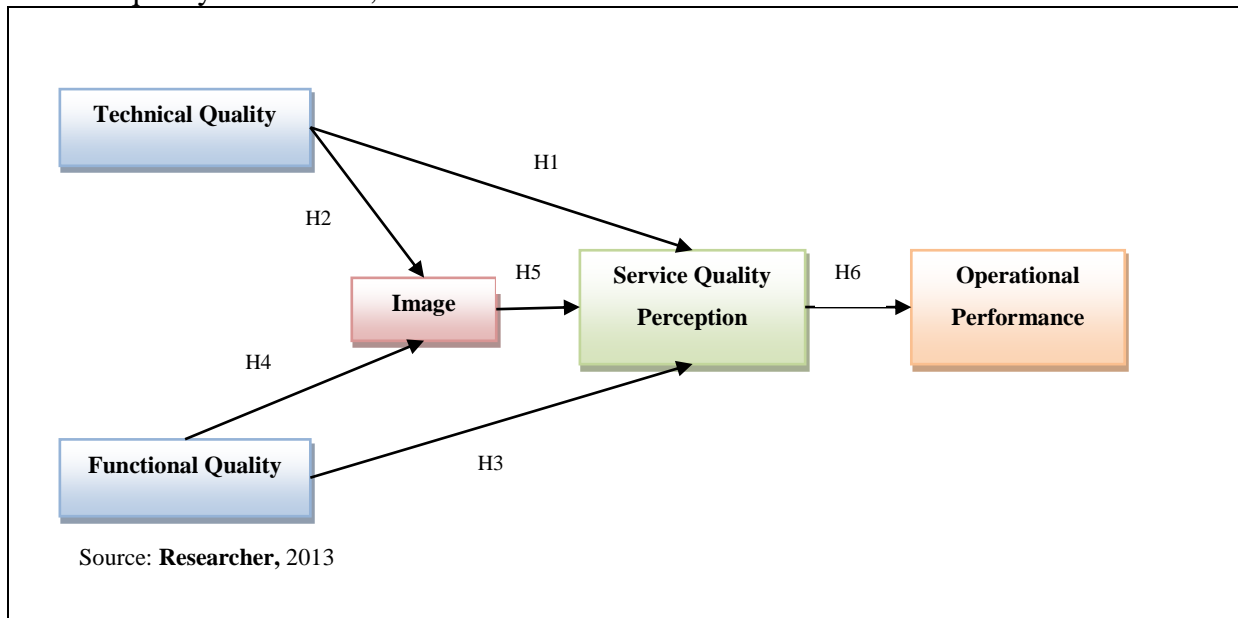 Technical Quality
H1
H2
H5
Service Quality
Perception
H6
Operational
Performance
Image
H4
Functional Quality
H3
Source: Researcher, 2013